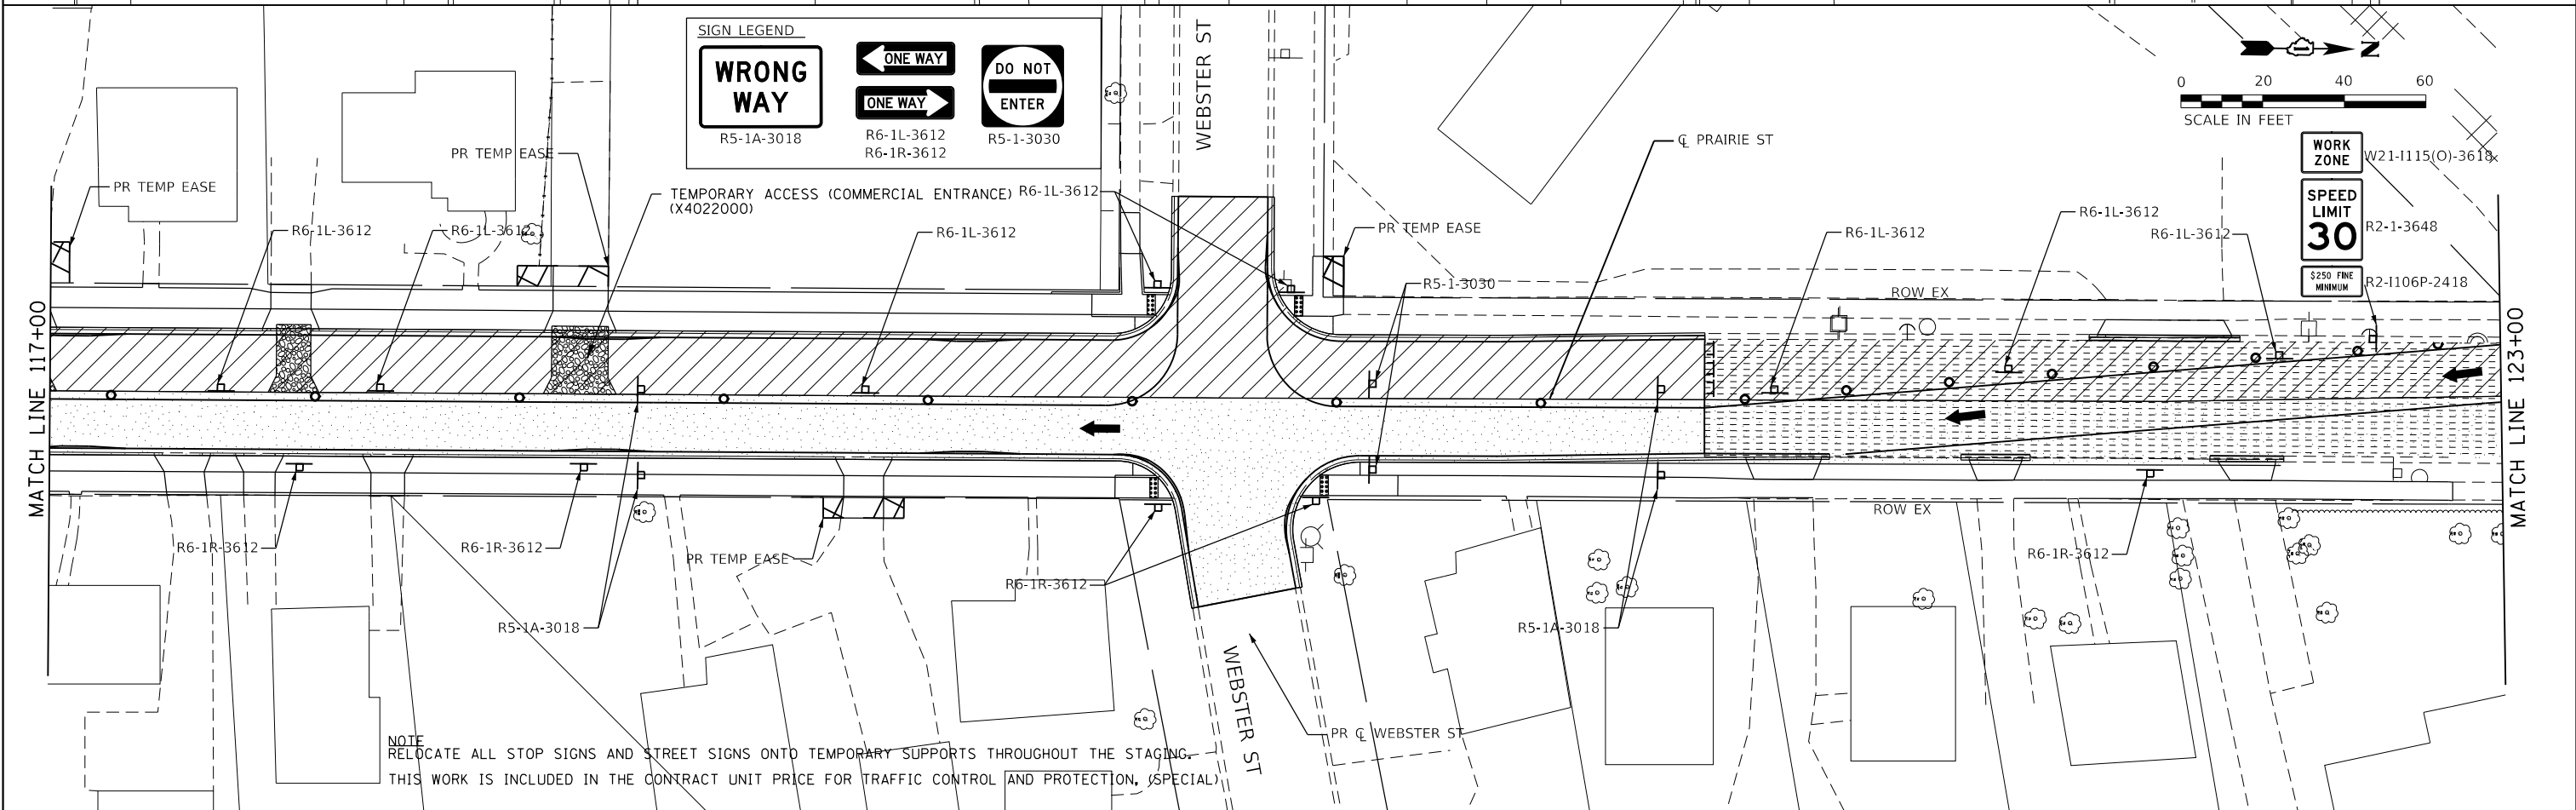 SIGN LEGEND
WRONG
WAY
R5-1A-3018
ONE WAY
ONE WAY
R6-1L-3612
R6-1R-3612
DO NOT
ENTER
R5-1-3030
WEBSTER ST
N
0 20 40 60
SCALE IN FEET
WORK
ZONE
W21-I115(O)-3618
SPEED
LIMIT
30
R2-1-3648
$250 FINE
MINIMUM
R2-I106P-2418
℄ PRAIRIE ST
PR TEMP EASE
PR TEMP EASE
TEMPORARY ACCESS (COMMERCIAL ENTRANCE)
(X4022000)
R6-1L-3612
R6-1L-3612
R6-1L-3612
R6-1L-3612
PR TEMP EASE
R6-1L-3612
R6-1L-3612
R6-1L-3612
R5-1-3030
ROW EX
MATCH LINE 117+00
MATCH LINE 123+00
ROW EX
R6-1R-3612
R6-1R-3612
PR TEMP EASE
R6-1R-3612
R6-1R-3612
R5-1A-3018
R5-1A-3018
WEBSTER ST
PR ℄ WEBSTER ST
NOTE
RELOCATE ALL STOP SIGNS AND STREET SIGNS ONTO TEMPORARY SUPPORTS THROUGHOUT THE STAGING.
THIS WORK IS INCLUDED IN THE CONTRACT UNIT PRICE FOR TRAFFIC CONTROL AND PROTECTION, (SPECIAL)